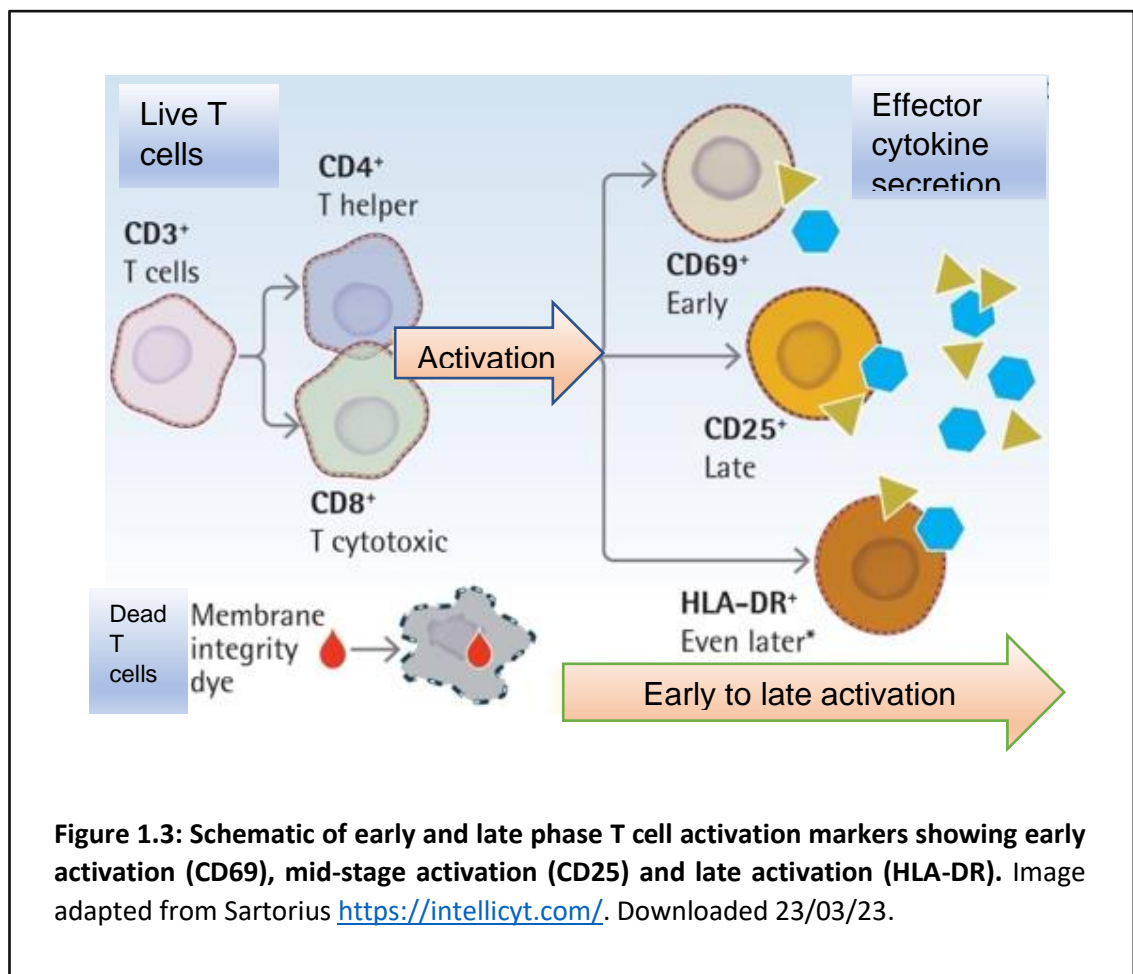 Live T
cells
Effector
cytokine
secretion
CD4⁺
T helper
CD3⁺
T cells
CD69⁺
Early
Activation
CD25⁺
Late
CD8⁺
T cytotoxic
HLA-DR⁺
Even later*
Dead
T
cells
Membrane
integrity
dye
Early to late activation
Figure 1.3: Schematic of early and late phase T cell activation markers showing early
activation (CD69), mid-stage activation (CD25) and late activation (HLA-DR). Image
adapted from Sartorius https://intellicyt.com/. Downloaded 23/03/23.